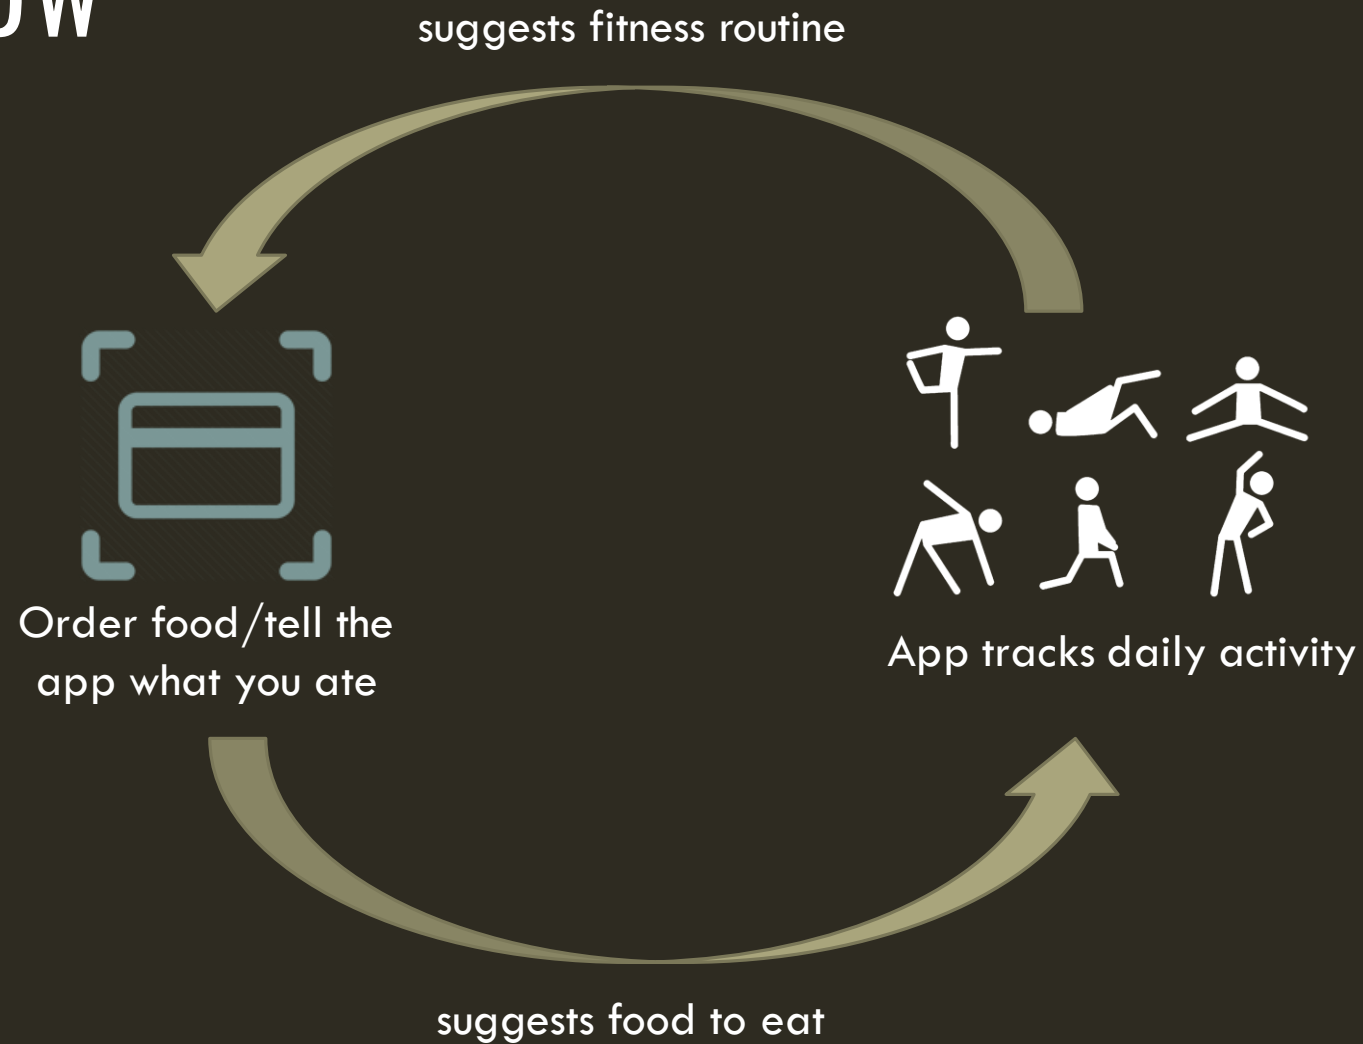 suggests fitness routine
Order food/tell the
app what you ate
App tracks daily activity
suggests food to eat